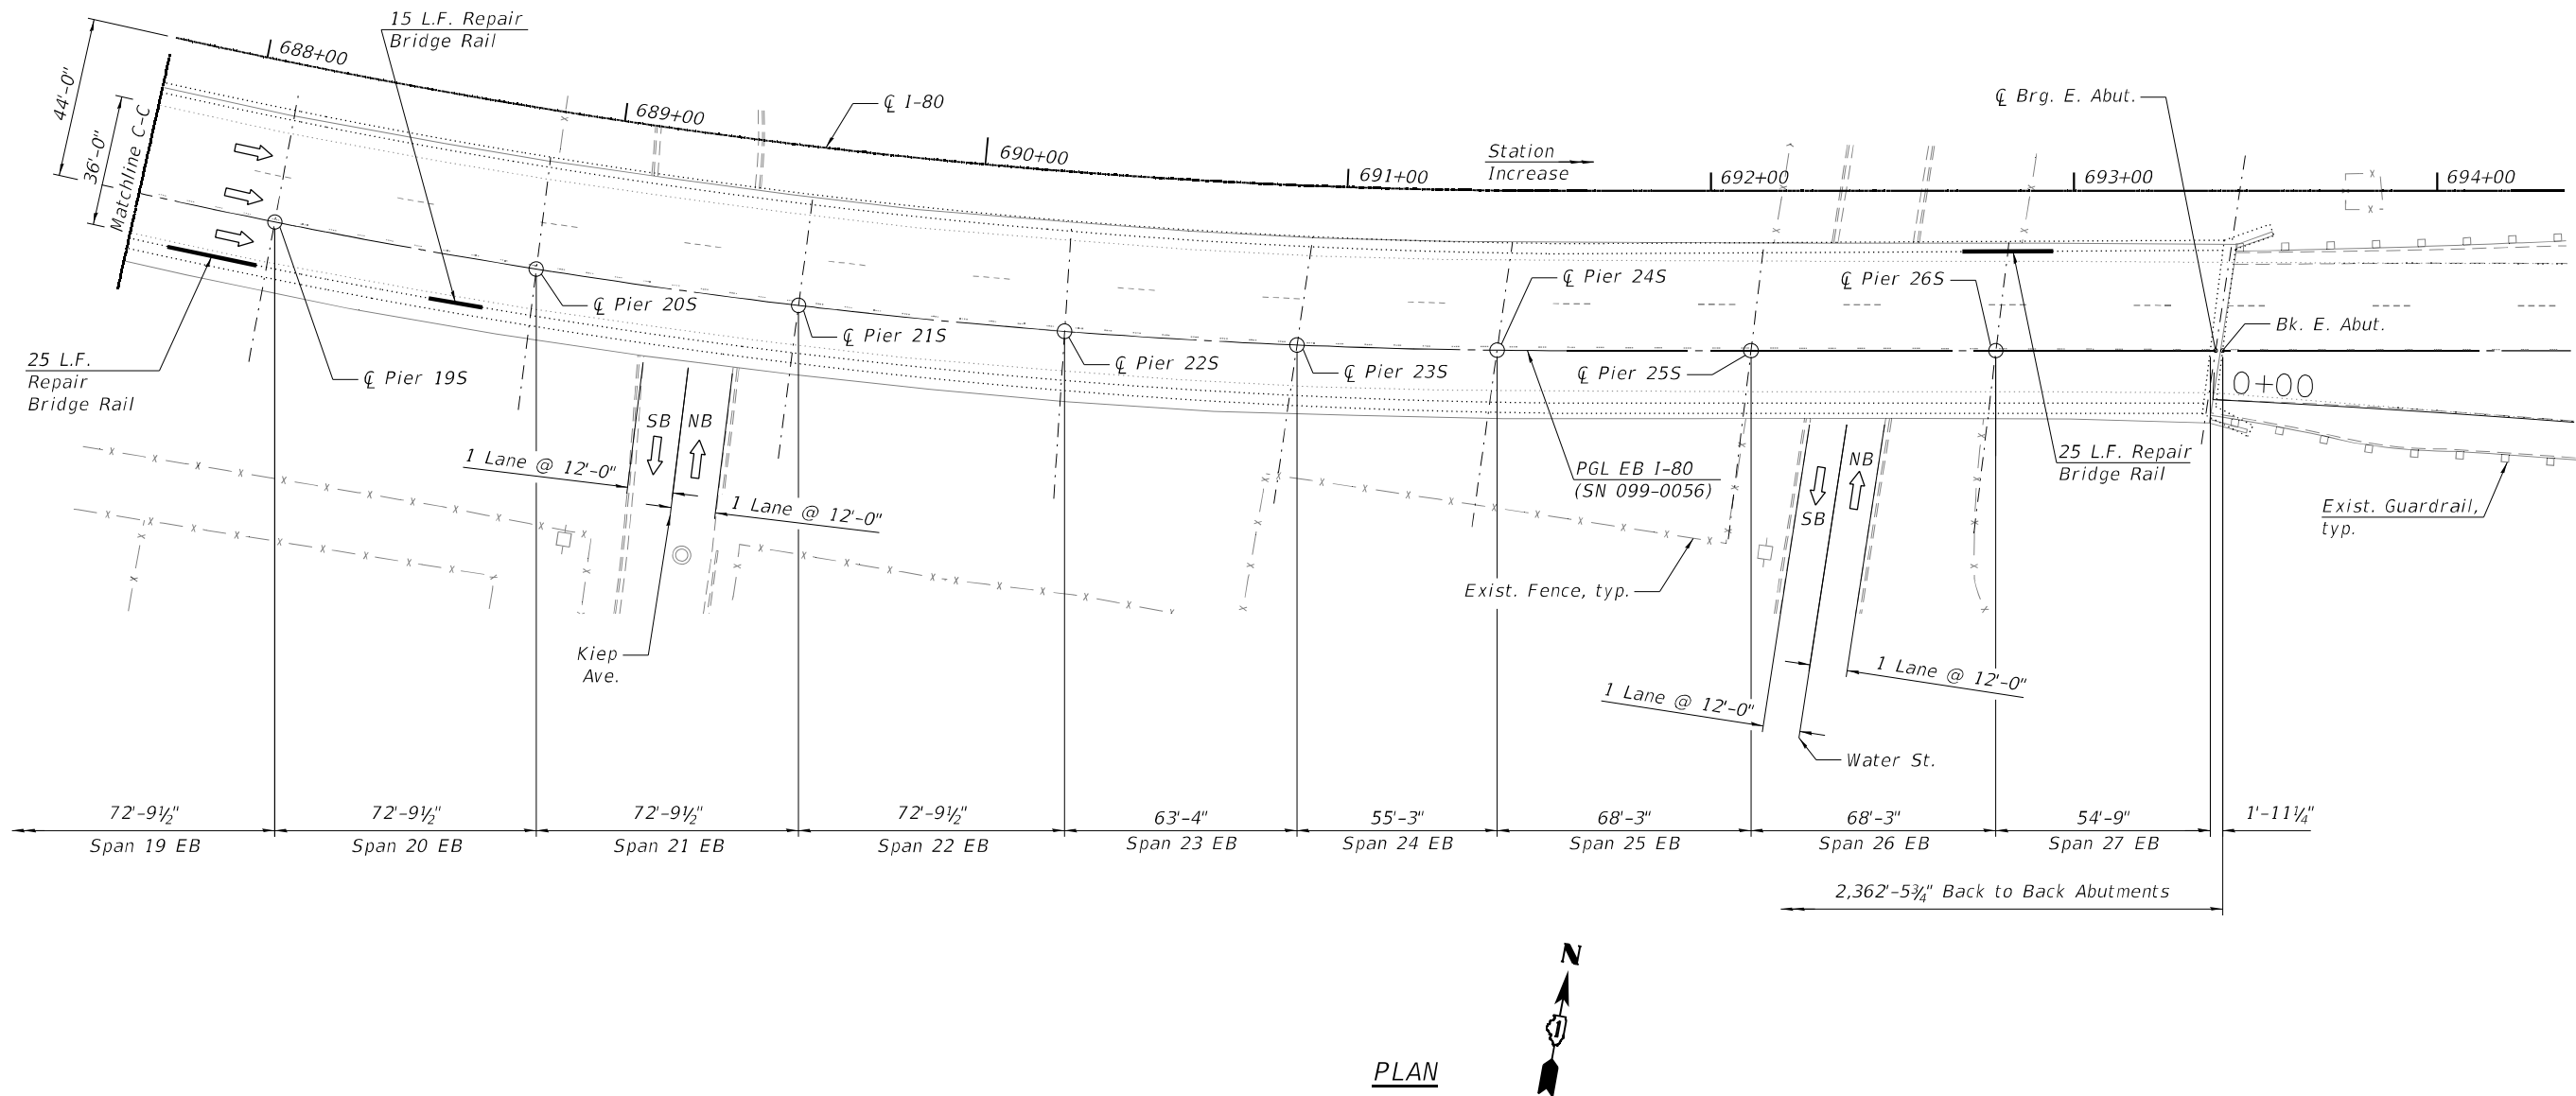 15 L.F. Repair
Bridge Rail
688+00
44'-0"
36'-0"
Matchline C-C
689+00
℄ I-80
690+00
Station
Increase
691+00
692+00
℄ Brg. E. Abut.
693+00
694+00
℄ Pier 20S
℄ Pier 21S
℄ Pier 22S
℄ Pier 23S
℄ Pier 24S
℄ Pier 25S
℄ Pier 26S
Bk. E. Abut.
25 L.F.
Repair
Bridge Rail
℄ Pier 19S
0+00
SB
NB
1 Lane @ 12'-0"
1 Lane @ 12'-0"
PGL EB I-80
(SN 099-0056)
SB
NB
25 L.F. Repair
Bridge Rail
Exist. Guardrail,
typ.
Exist. Fence, typ.
Kiep
Ave.
1 Lane @ 12'-0"
1 Lane @ 12'-0"
Water St.
72'-9½"
72'-9½"
72'-9½"
72'-9½"
63'-4"
55'-3"
68'-3"
68'-3"
54'-9"
1'-11¼"
Span 19 EB
Span 20 EB
Span 21 EB
Span 22 EB
Span 23 EB
Span 24 EB
Span 25 EB
Span 26 EB
Span 27 EB
2,362'-5¾" Back to Back Abutments
N
1
PLAN